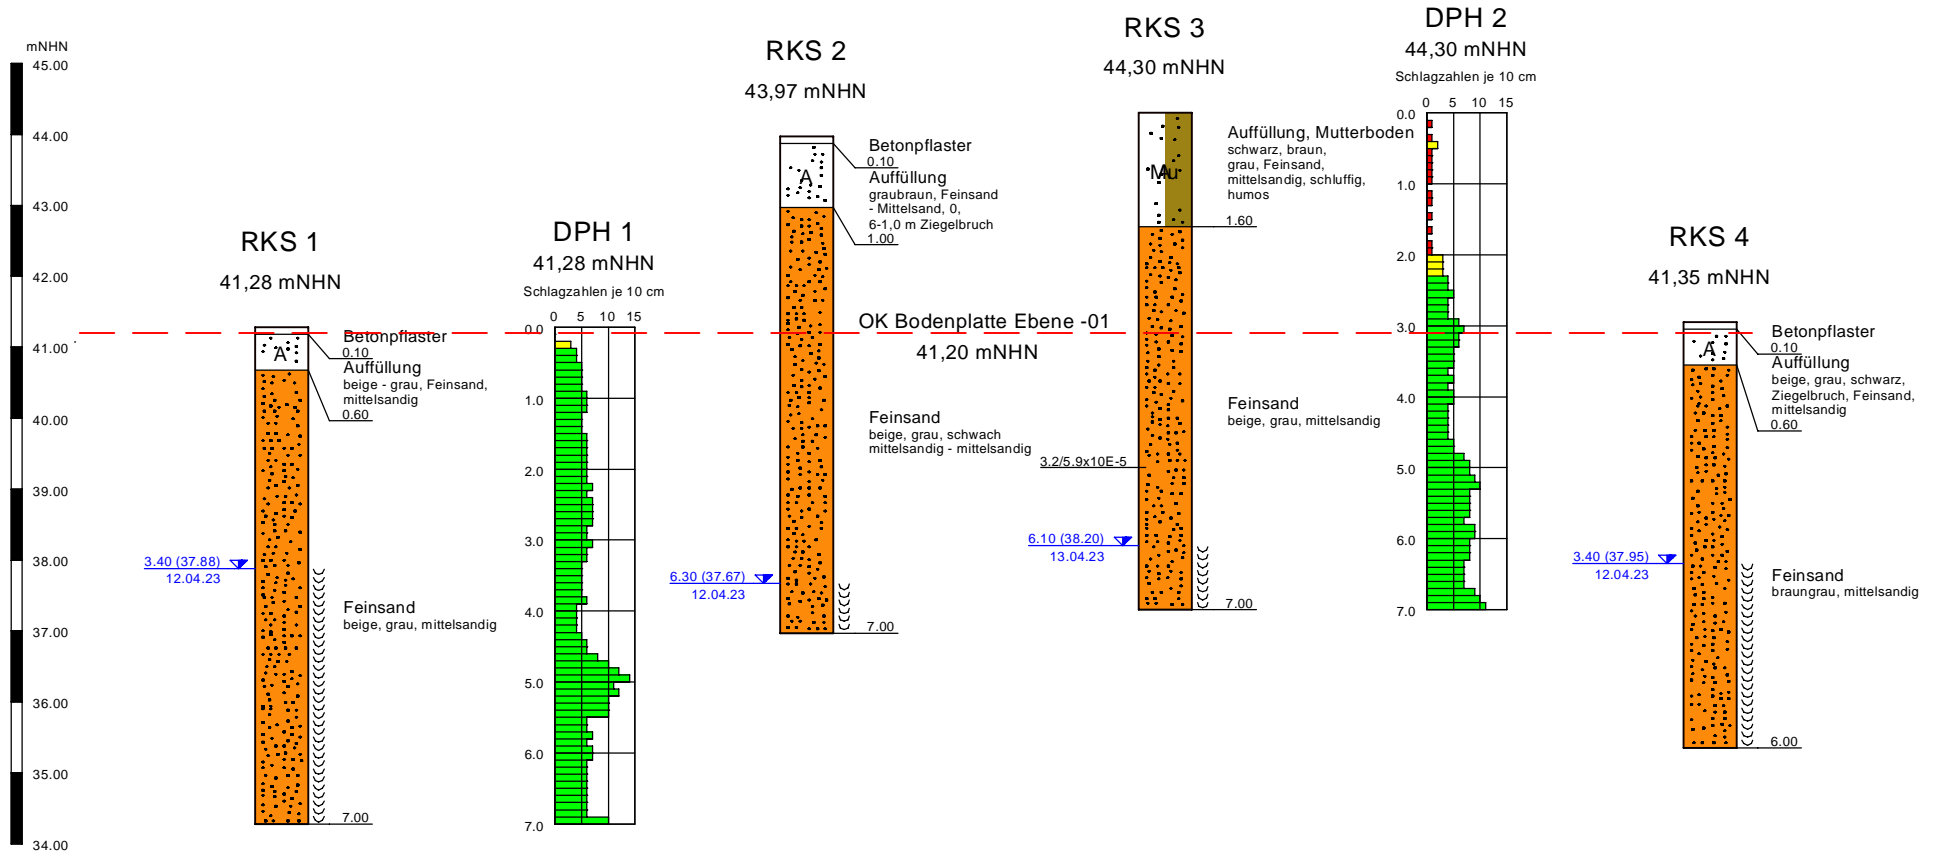 mNHN
45.00
44.00
43.00
42.00
41.00
40.00
39.00
38.00
37.00
36.00
35.00
34.00
RKS 1
41,28 mNHN
A
Betonpflaster
0.10
Auffüllung
beige - grau, Feinsand,
mittelsandig
0.60
3.40 (37.88)
12.04.23
Feinsand
beige, grau, mittelsandig
7.00
DPH 1
41,28 mNHN
Schlagzahlen je 10 cm
0 5 10 15
0.0
1.0
2.0
3.0
4.0
5.0
6.0
7.0
RKS 2
43,97 mNHN
A
Betonpflaster
0.10
Auffüllung
graubraun, Feinsand
- Mittelsand, 0,
6-1,0 m Ziegelbruch
1.00
OK Bodenplatte Ebene -01
41,20 mNHN
Feinsand
beige, grau, schwach
mittelsandig - mittelsandig
6.30 (37.67)
12.04.23
7.00
RKS 3
44,30 mNHN
Mu
A
Auffüllung, Mutterboden
schwarz, braun,
grau, Feinsand,
mittelsandig, schluffig,
humos
1.60
Feinsand
beige, grau, mittelsandig
3.2/5.9x10E-5
6.10 (38.20)
13.04.23
7.00
DPH 2
44,30 mNHN
Schlagzahlen je 10 cm
0 5 10 15
0.0
1.0
2.0
3.0
4.0
5.0
6.0
7.0
RKS 4
41,35 mNHN
A
Betonpflaster
0.10
Auffüllung
beige, grau, schwarz,
Ziegelbruch, Feinsand,
mittelsandig
0.60
3.40 (37.95)
12.04.23
Feinsand
braungrau, mittelsandig
6.00